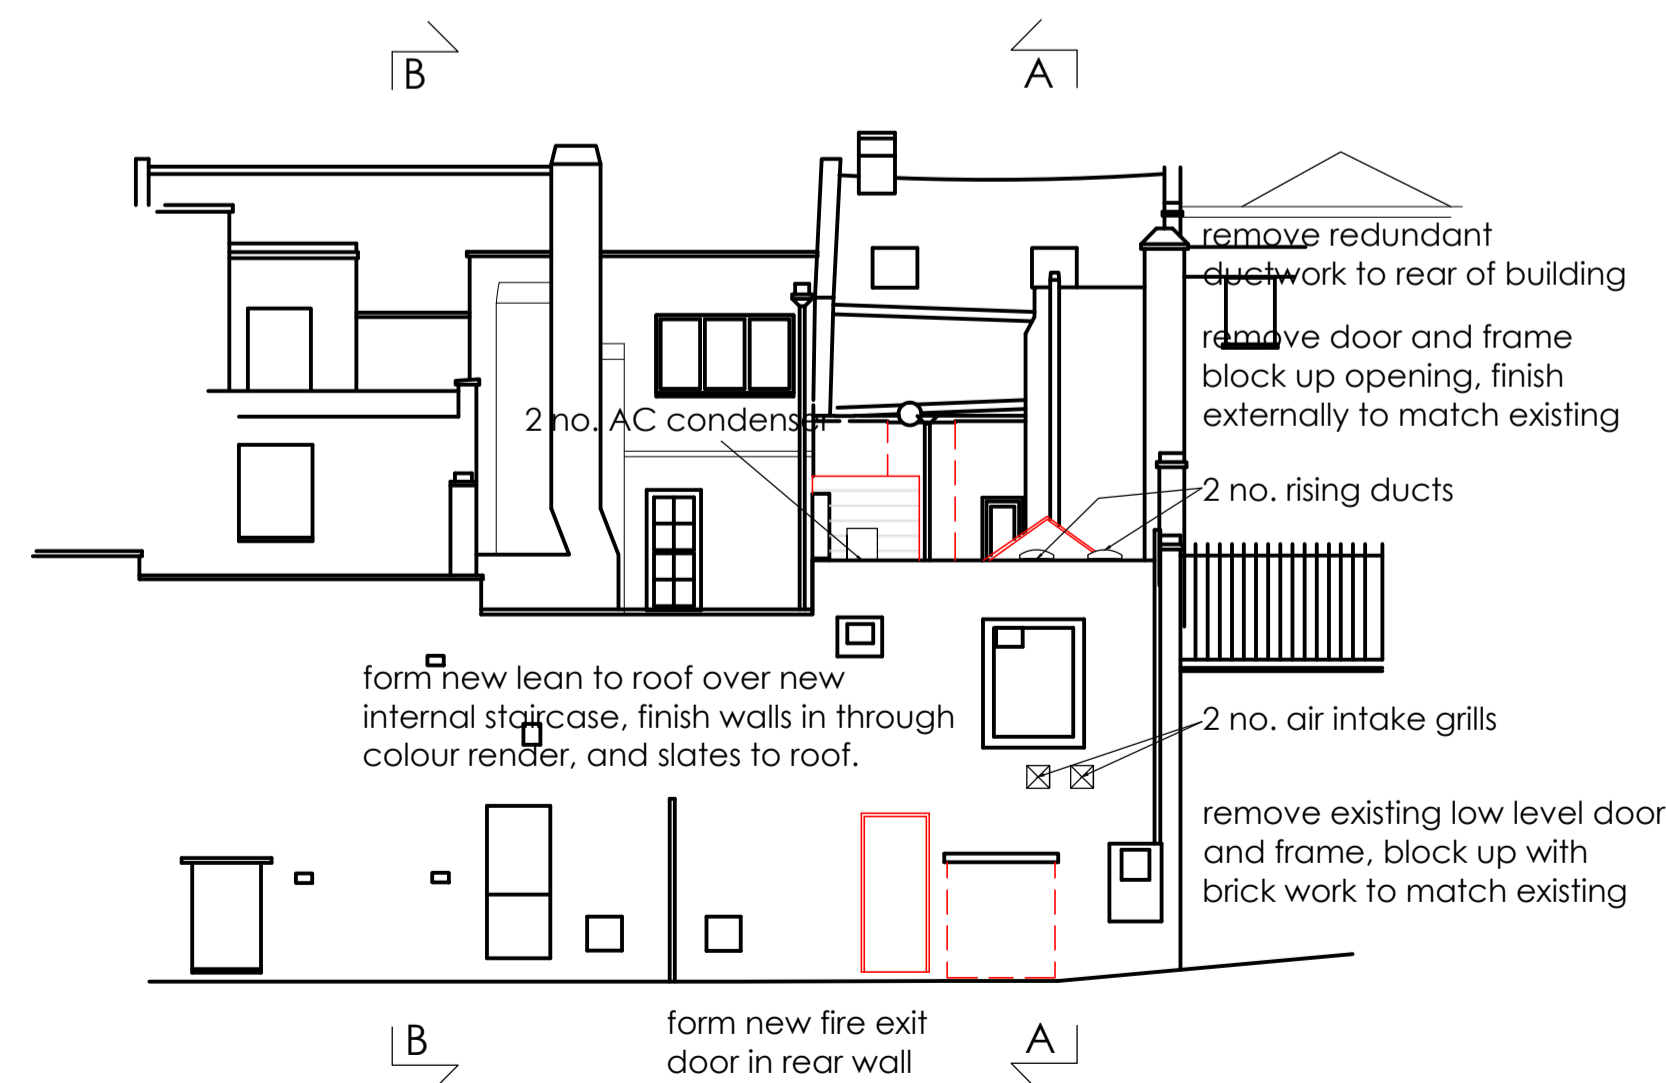 B
A
remove redundant
ductwork to rear of building
remove door and frame
block up opening, finish
externally to match existing
2 no. AC condenser
2 no. rising ducts
form new lean to roof over new
internal staircase, finish walls in through
colour render, and slates to roof.
2 no. air intake grills
remove existing low level door
and frame, block up with
brick work to match existing
form new fire exit
door in rear wall
B
A